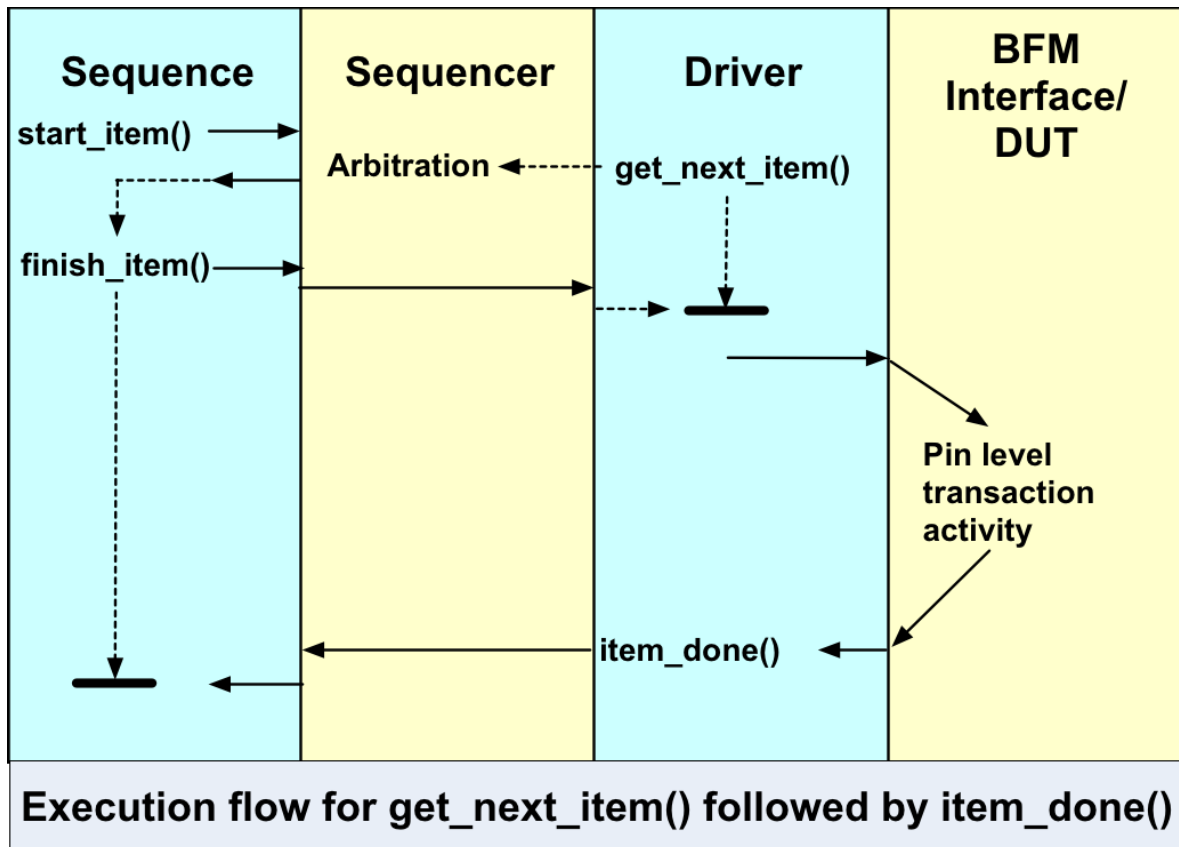 Sequence
Sequencer
Driver
BFM
Interface/
DUT
start_item()
Arbitration
get_next_item()
finish_item()
Pin level
transaction
activity
item_done()
Execution flow for get_next_item() followed by item_done()